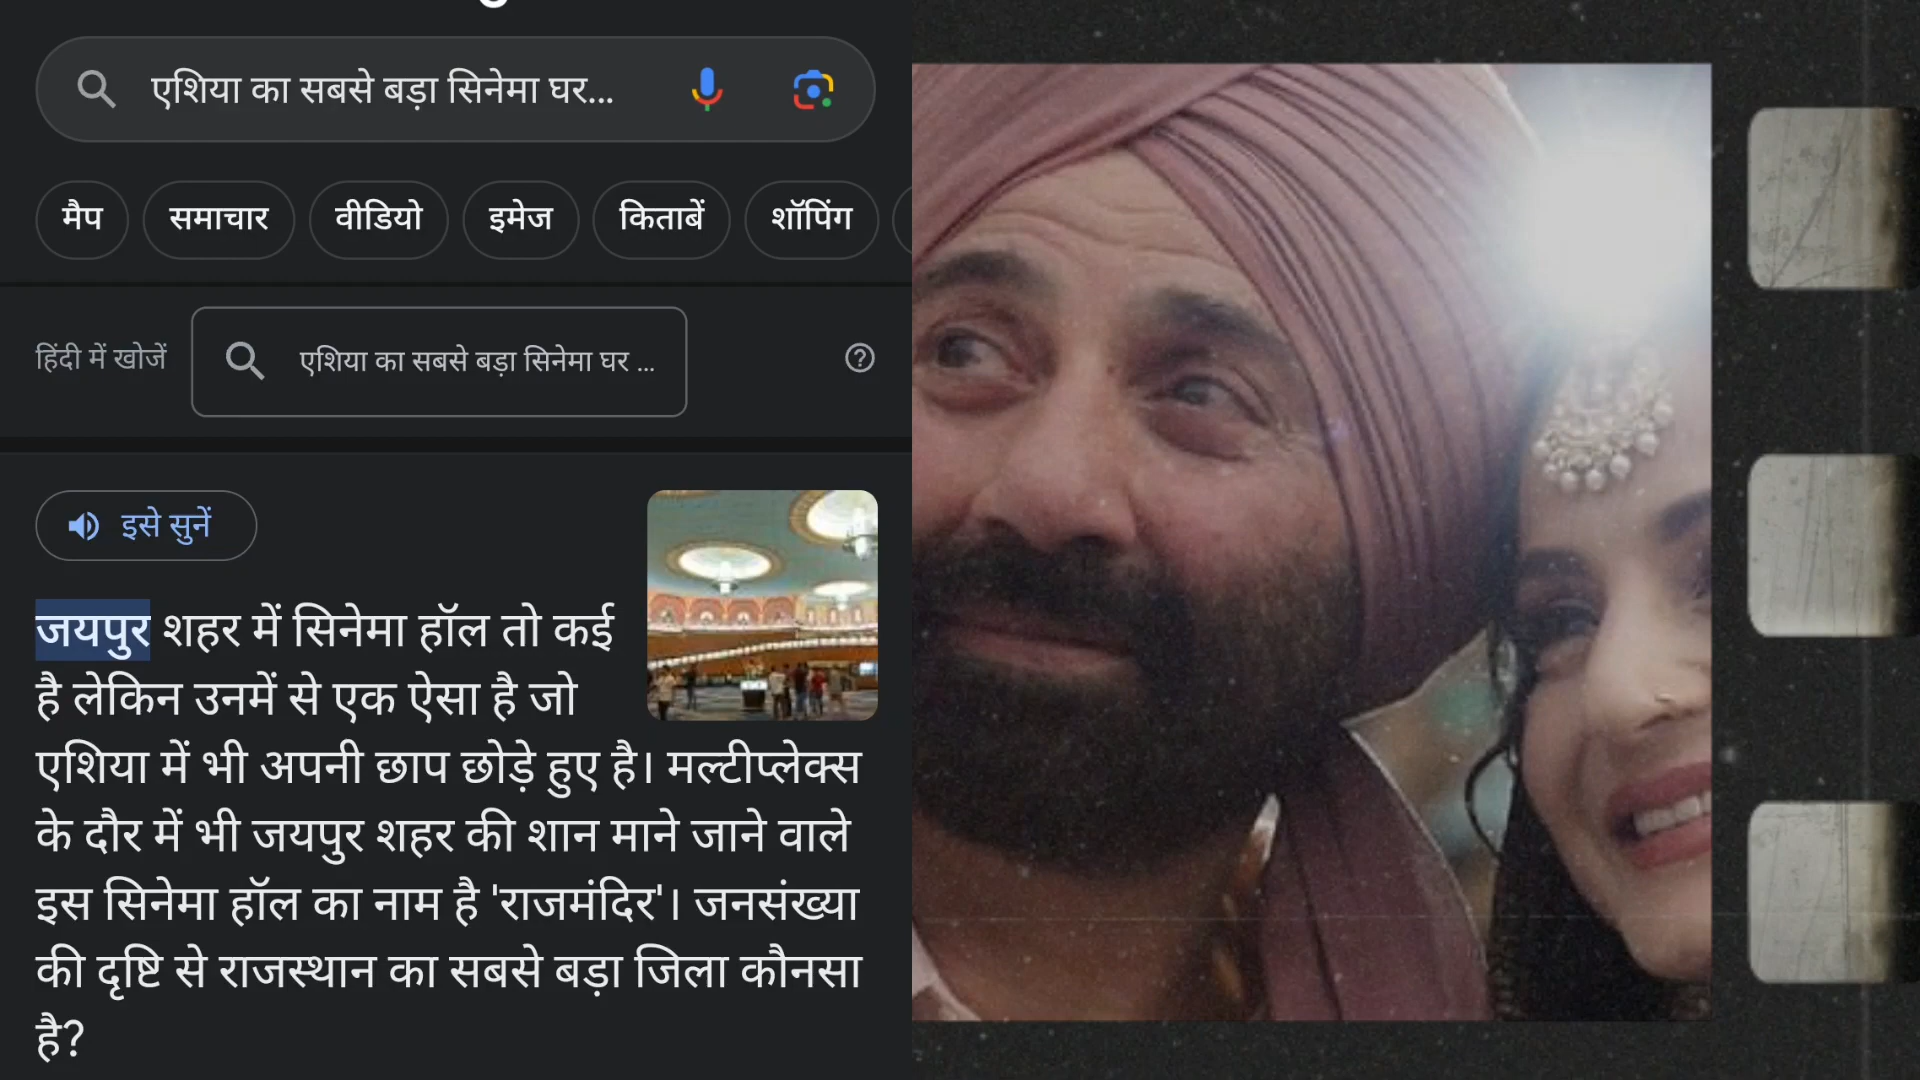 एशिया का सबसे बड़ा सिनेमा घर...
मैप
समाचार
वीडियो
इमेज
किताबें
शॉपिंग
हिंदी में खोजें
एशिया का सबसे बड़ा सिनेमा घर ...
इसे सुनें
जयपुर शहर में सिनेमा हॉल तो कई
है लेकिन उनमें से एक ऐसा है जो
एशिया में भी अपनी छाप छोड़े हुए है। मल्टीप्लेक्स
के दौर में भी जयपुर शहर की शान माने जाने वाले
इस सिनेमा हॉल का नाम है 'राजमंदिर'। जनसंख्या
की दृष्टि से राजस्थान का सबसे बड़ा जिला कौनसा
है?